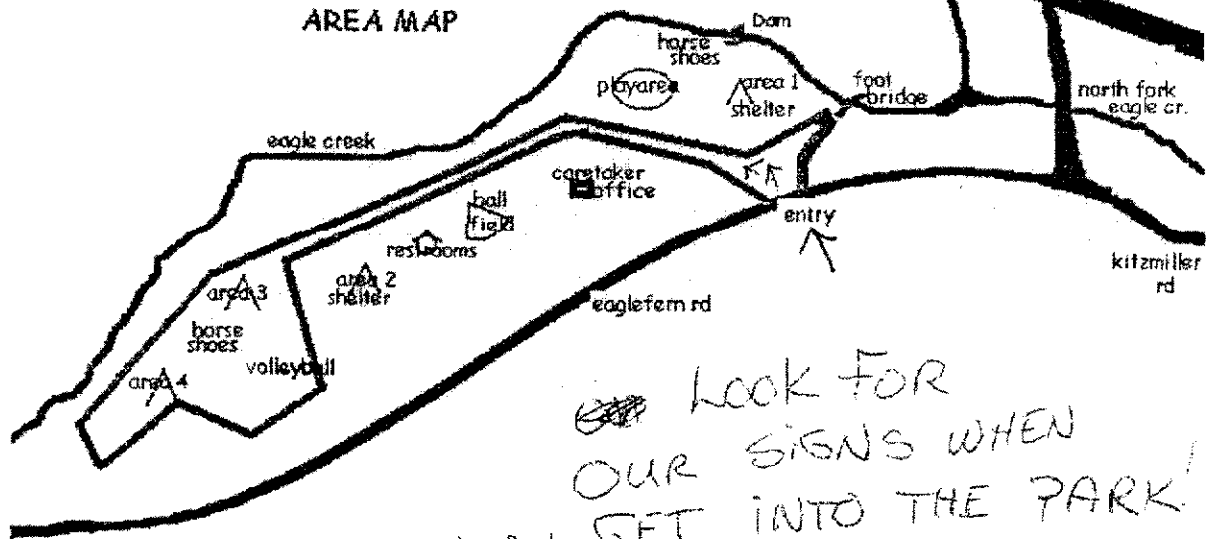 AREA MAP
Dam
horse
shoes
playarea
area 1
shelter
foot
bridge
north fork
eagle cr.
eagle creek
caretaker
office
ball
field
restrooms
entry
area 2
shelter
area 3
horse
shoes
volleyball
area 4
eaglefern rd
kitzmiller
rd
LOOK FOR
OUR SIGNS WHEN
GET INTO THE PARK!